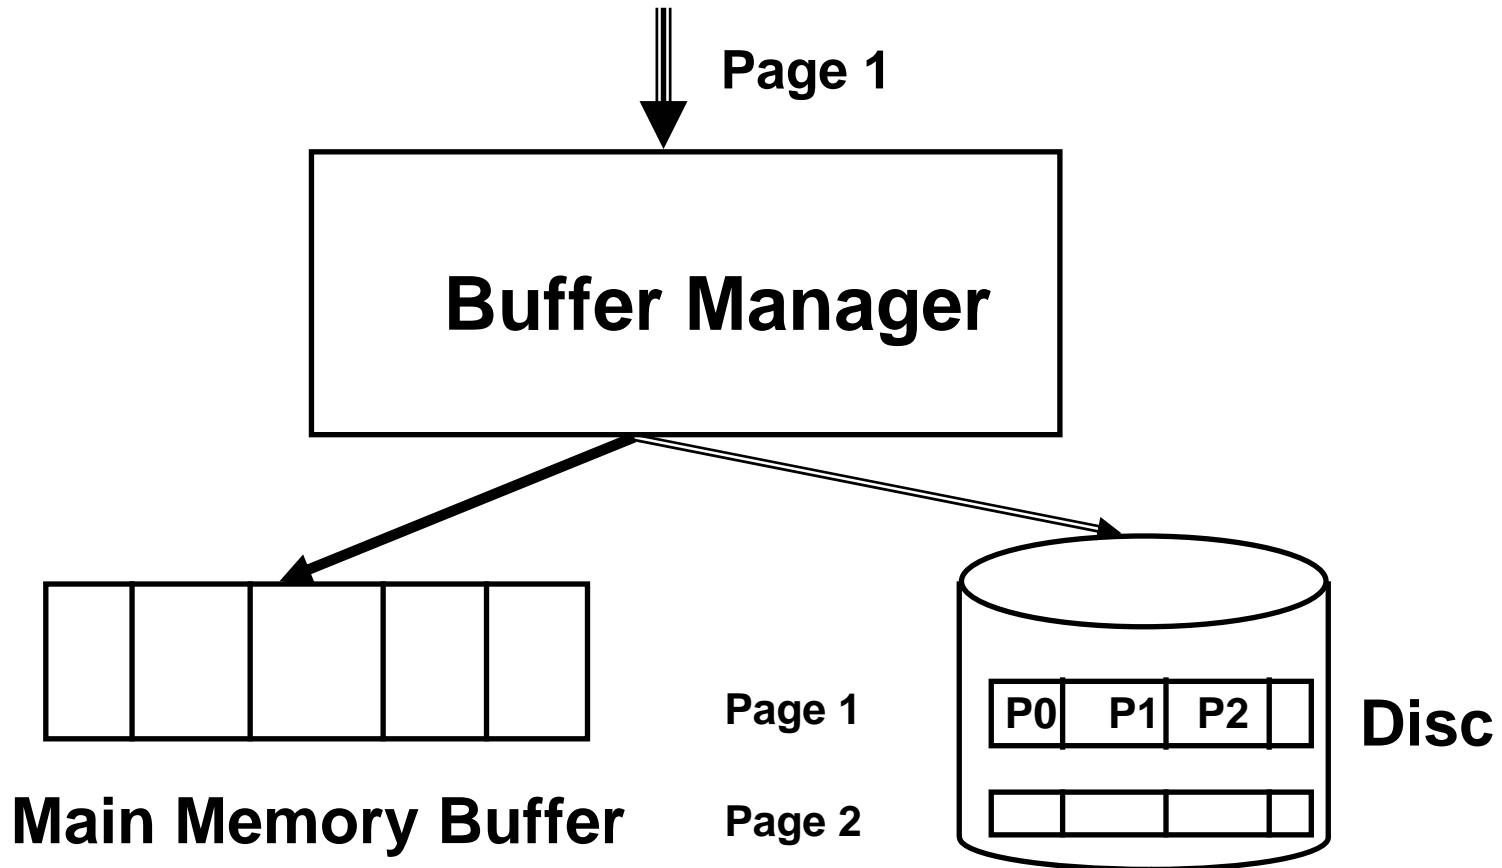 Page 1
Buffer Manager
Page 1
P0 P1 P2
Disc
Main Memory Buffer
Page 2